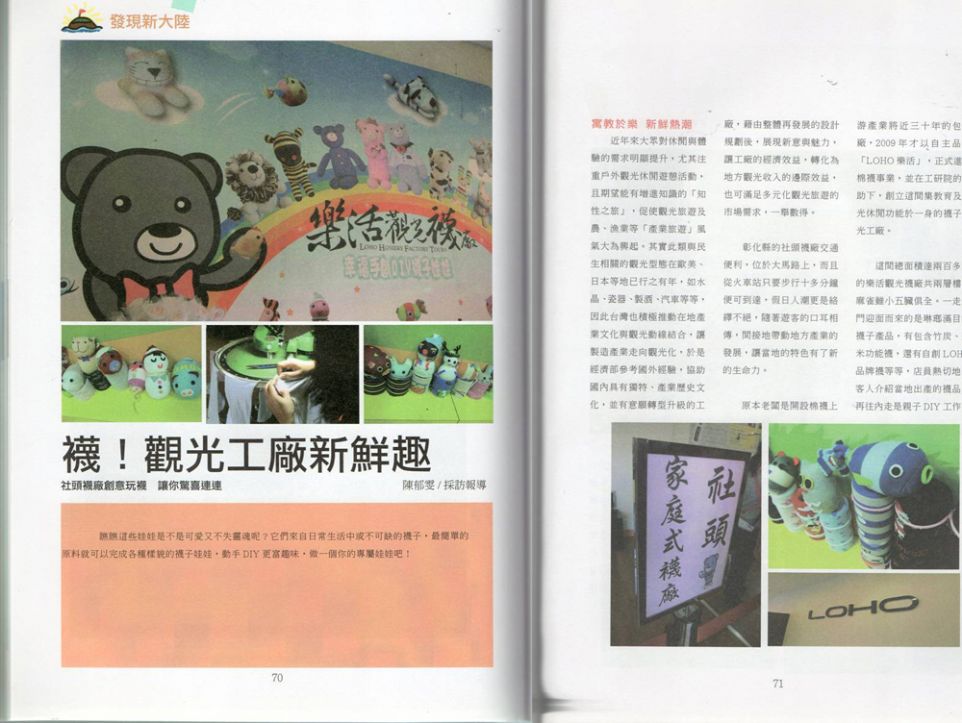 發現新大陸
樂活觀光襪廠
LOHO HOSIERY FACTORY TOURS
幸福手創DIY襪子娃娃
襪！觀光工廠新鮮趣
社頭襪廠創意玩襪　讓你驚喜連連
陳郁雯 / 採訪報導
瞧瞧這些娃娃是不是可愛又不失靈魂呢？它們來自日常生活中或不可缺的襪子，最簡單的
原料就可以完成各種樣貌的襪子娃娃，動手 DIY 更富趣味，做一個你的專屬娃娃吧！
70
寓教於樂 新鮮熱潮
近年來大眾對休閒與體
驗的需求明顯提升，尤其注
重戶外觀光休閒遊憩活動，
且期望能有增進知識的「知
性之旅」，促使觀光旅遊及
農、漁業等「產業旅遊」風
氣大為興起。其實此類與民
生相關的觀光型態在歐美、
日本等地已行之有年，如水
晶、瓷器、製酒、汽車等等，
因此台灣也積極推動在地產
業文化與觀光動線結合，讓
製造產業走向觀光化，於是
經濟部參考國外經驗，協助
國內具有獨特、產業歷史文
化，並有意願轉型升級的工
廠，藉由整體再發展的設計
規劃後，展現新意與魅力，
讓工廠的經濟效益，轉化為
地方觀光收入的邊際效益，
也可滿足多元化觀光旅遊的
市場需求，一舉數得。
彰化縣的社頭襪廠交通
便利，位於大馬路上，而且
從火車站只要步行十多分鐘
便可到達，假日人潮更是絡
繹不絕，隨著遊客的口耳相
傳，間接地帶動地方產業的
發展，讓當地的特色有了新
的生命力。
原本老闆是開設棉襪上
游產業將近三十年的包
廠，2009 年才以自主品
「LOHO 樂活」，正式進
棉襪事業，並在工研院的
助下，創立這間集教育及
光休閒功能於一身的襪子
光工廠。
這間總面積達兩百多
的樂活觀光襪廠共兩層樓
麻雀雖小五臟俱全。一走
門迎面而來的是琳瑯滿目
襪子產品，有包含竹炭、
米功能襪，還有自創 LOH
品牌襪等等，店員熱切地
客人介紹當地出產的襪品
再往內走是親子 DIY 工作
社頭
家庭式襪廠
LOHO
71